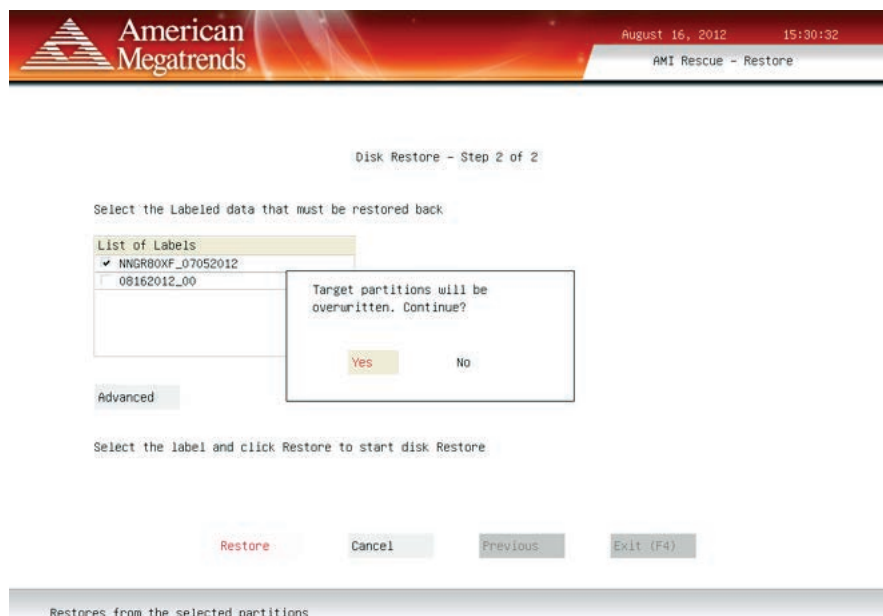 American
Megatrends
August 16, 2012 15:30:32
AMI Rescue - Restore
Disk Restore - Step 2 of 2
Select the Labeled data that must be restored back
List of Labels
NNGR80XF_07052012
08162012_00
Target partitions will be
overwritten. Continue?
Yes No
Advanced
Select the label and click Restore to start disk Restore
Restore Cancel Previous Exit (F4)
Restores from the selected partitions